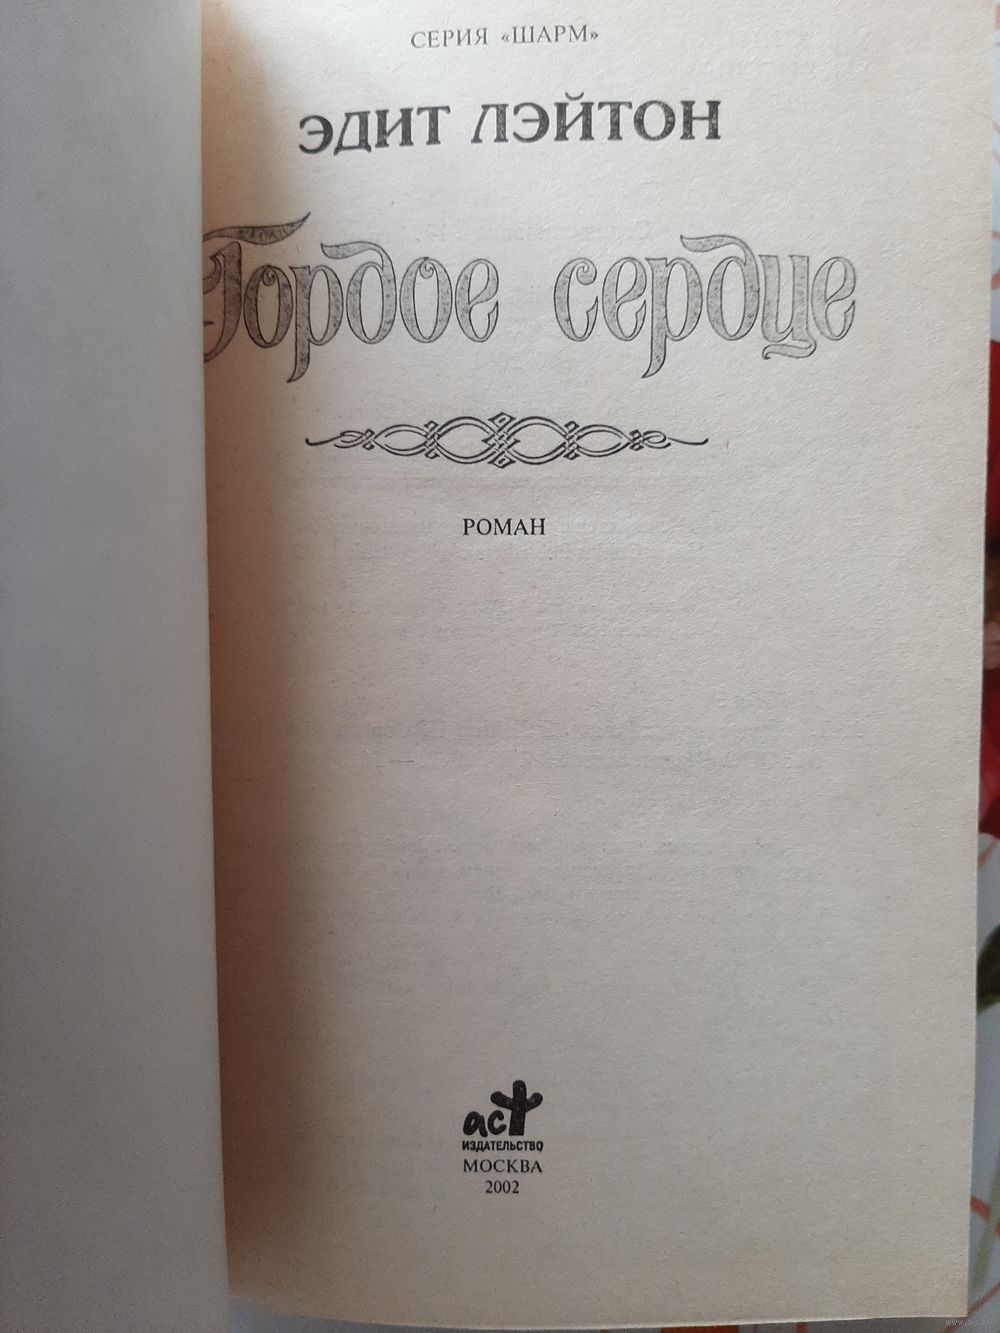 СЕРИЯ «ШАРМ»
ЭДИТ ЛЭЙТОН
Гордое сердце
РОМАН
аст
ИЗДАТЕЛЬСТВО
МОСКВА
2002